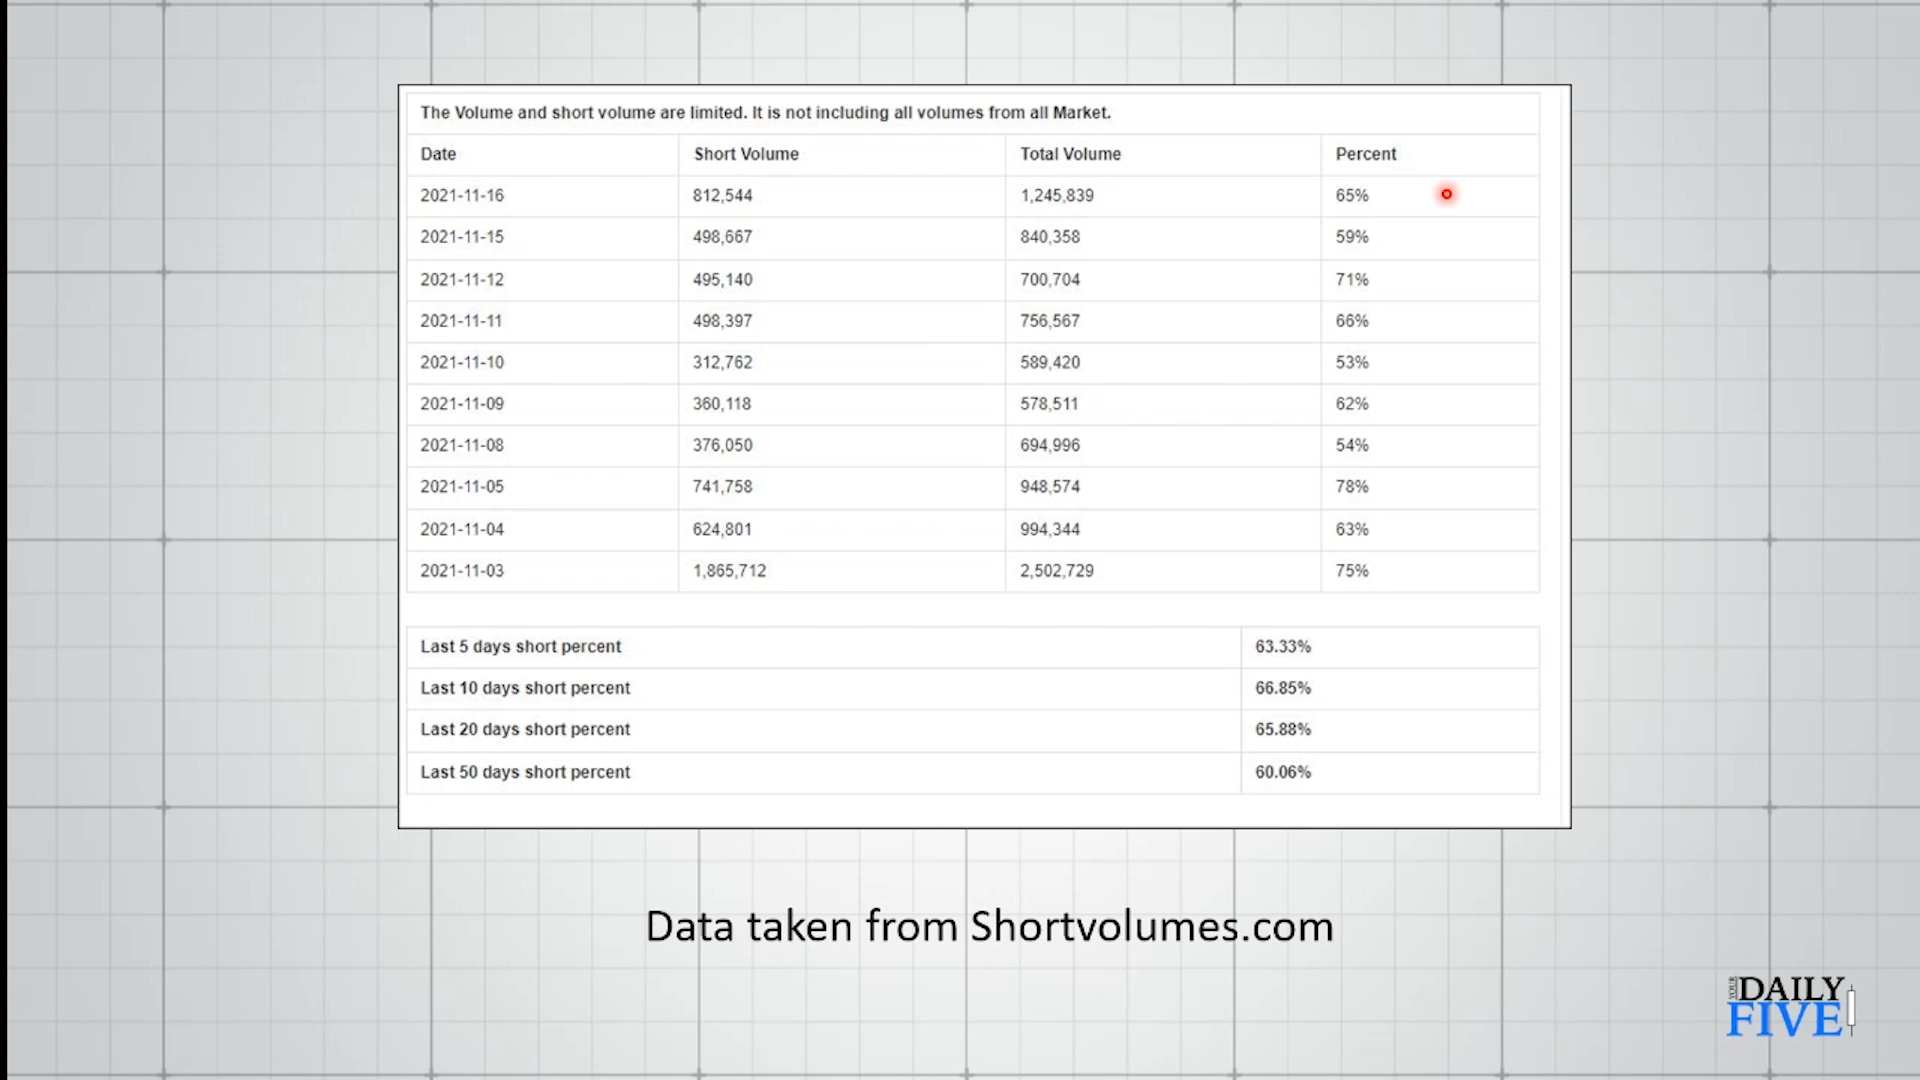 The Volume and short volume are limited. It is not including all volumes from all Market.
Date Short Volume Total Volume Percent
2021-11-16 812,544 1,245,839 65%
2021-11-15 498,667 840,358 59%
2021-11-12 495,140 700,704 71%
2021-11-11 498,397 756,567 66%
2021-11-10 312,762 589,420 53%
2021-11-09 360,118 578,511 62%
2021-11-08 376,050 694,996 54%
2021-11-05 741,758 948,574 78%
2021-11-04 624,801 994,344 63%
2021-11-03 1,865,712 2,502,729 75%
Last 5 days short percent 63.33%
Last 10 days short percent 66.85%
Last 20 days short percent 65.88%
Last 50 days short percent 60.06%
Data taken from Shortvolumes.com
YOUR DAILY
FIVE